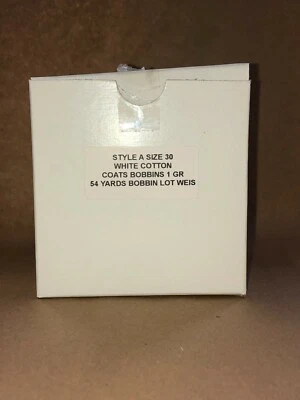 STYLE A SIZE 30
WHITE COTTON
COATS BOBBINS 1 GR
54 YARDS BOBBIN LOT WEIS